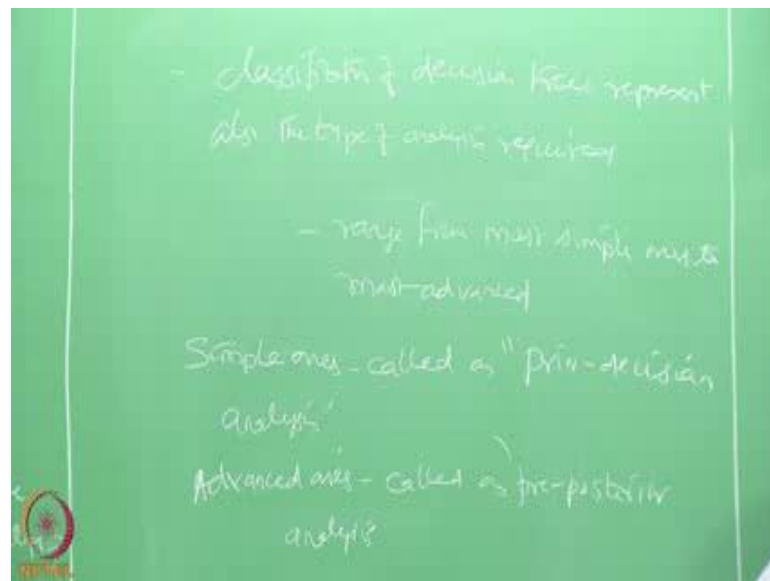 - classification of decision trees represent
also the type of analysis required
- range from most simple ones to
most-advanced
Simple ones - called as "prior-decision
analysis"
Advanced ones - called as "pre-posterior
analysis